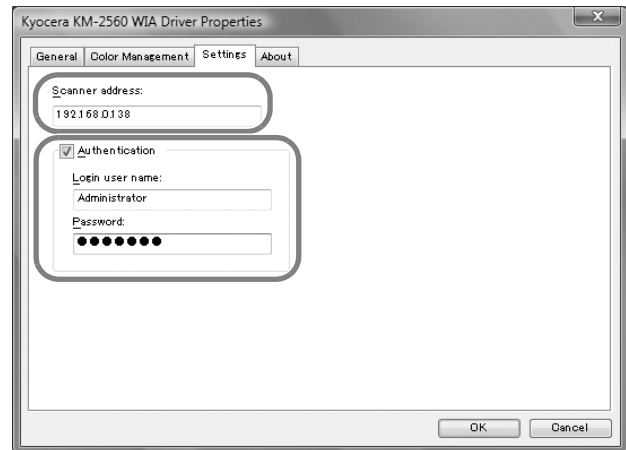 Kyocera KM-2560 WIA Driver Properties
General Color Management Settings About
Scanner address:
192.168.0.138
Authentication
Login user name:
Administrator
Password:
●●●●●●●
OK Cancel